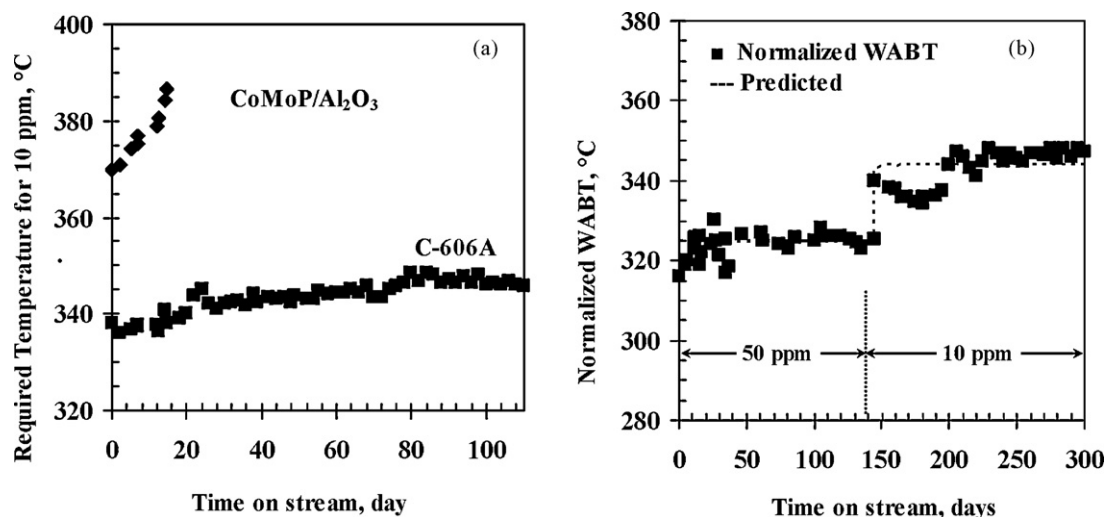 (a)
Required Temperature for 10 ppm, °C
400
380
360
340
320
CoMoP/Al₂O₃
C-606A
0 20 40 60 80 100
Time on stream, day
(b)
Normalized WABT, °C
380
360
340
320
300
280
Normalized WABT
Predicted
50 ppm
10 ppm
0 50 100 150 200 250 300
Time on stream, days